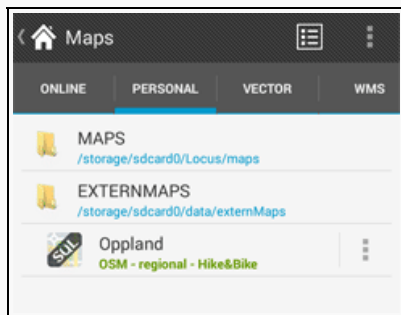 Maps
ONLINE PERSONAL VECTOR WMS
MAPS
/storage/sdcard0/Locus/maps
EXTERNMAPS
/storage/sdcard0/data/externMaps
SQL
Oppland
OSM - regional - Hike&Bike